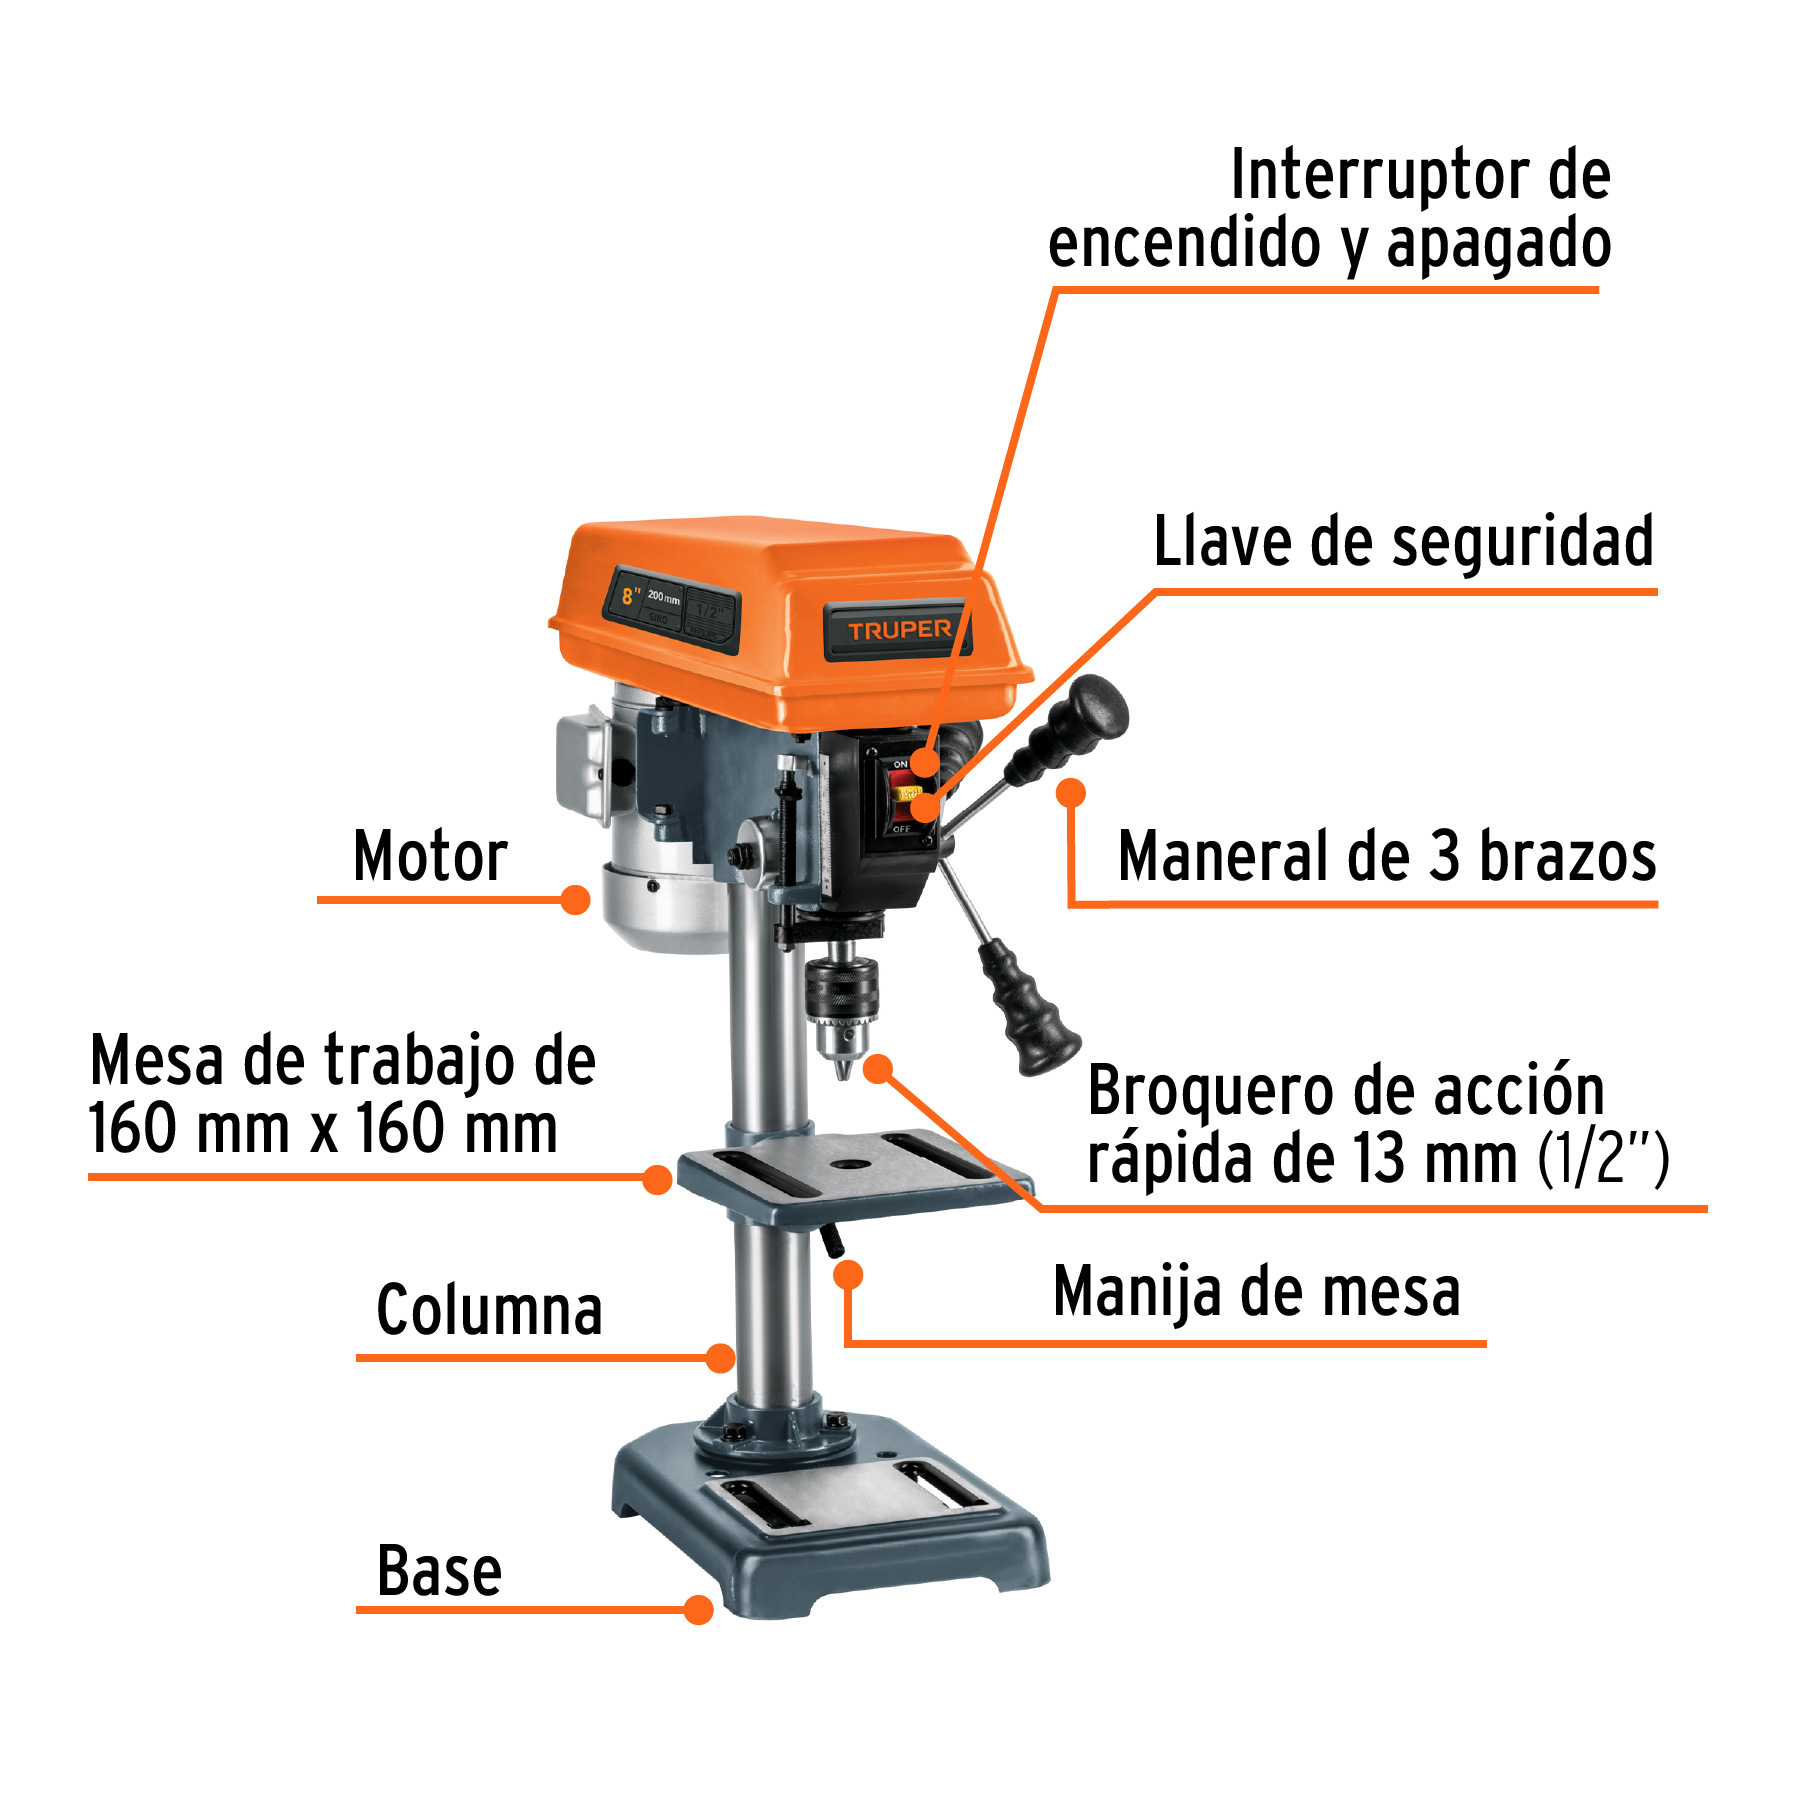 Interruptor de
encendido y apagado
Llave de seguridad
8" 200 mm 1/2"
GIRO
TRUPER
ON
OFF
Motor
Maneral de 3 brazos
Mesa de trabajo de
160 mm x 160 mm
Broquero de acción
rápida de 13 mm (1/2")
Manija de mesa
Columna
Base